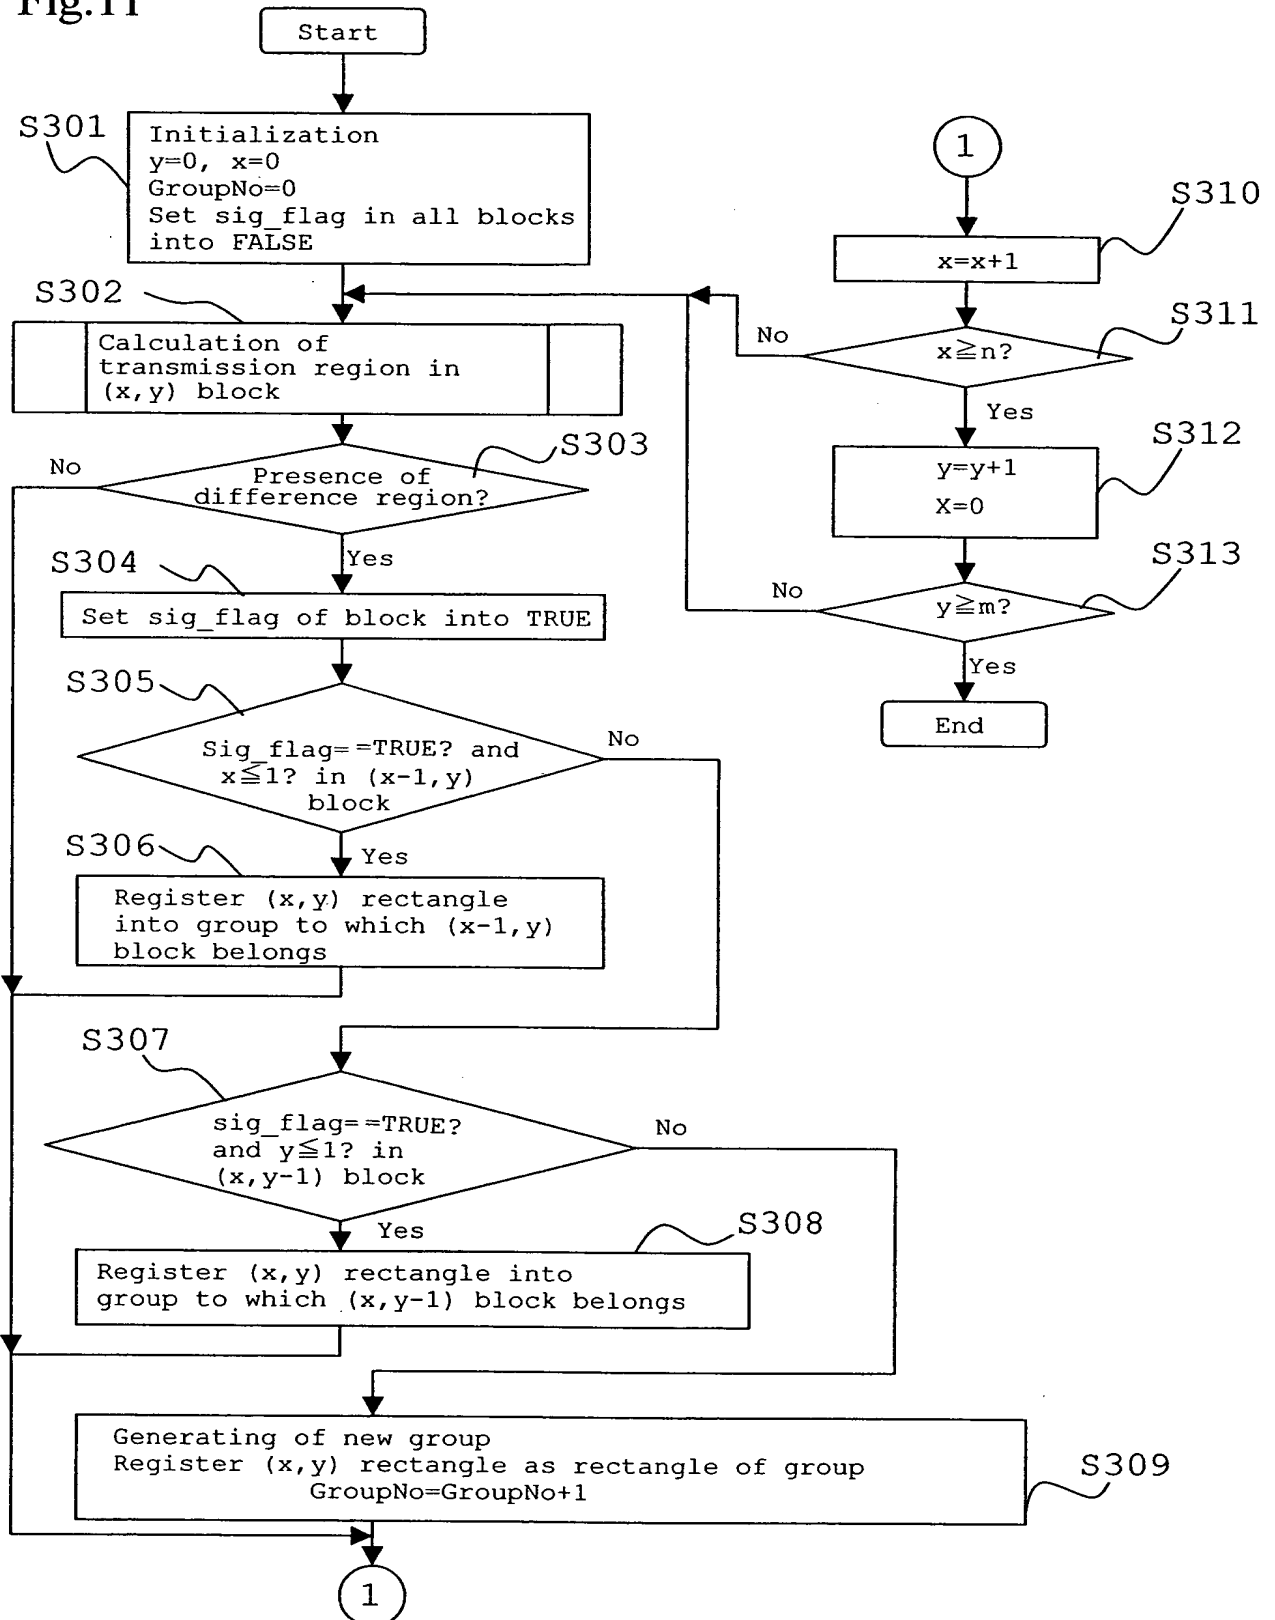 Fig.11
Start
S301
Initialization
y=0, x=0
GroupNo=0
Set sig_flag in all blocks
into FALSE
S302
Calculation of
transmission region in
(x,y) block
S303
No
Presence of
difference region?
Yes
S304
Set sig_flag of block into TRUE
S305
Sig_flag==TRUE? and
x≦1? in (x-1,y)
block
No
Yes
S306
Register (x,y) rectangle
into group to which (x-1,y)
block belongs
S307
sig_flag==TRUE?
and y≦1? in
(x,y-1) block
No
Yes
S308
Register (x,y) rectangle into
group to which (x,y-1) block belongs
Generating of new group
Register (x,y) rectangle as rectangle of group
GroupNo=GroupNo+1
S309
1
1
S310
x=x+1
S311
No
x≧n?
Yes
S312
y=y+1
X=0
S313
No
y≧m?
Yes
End